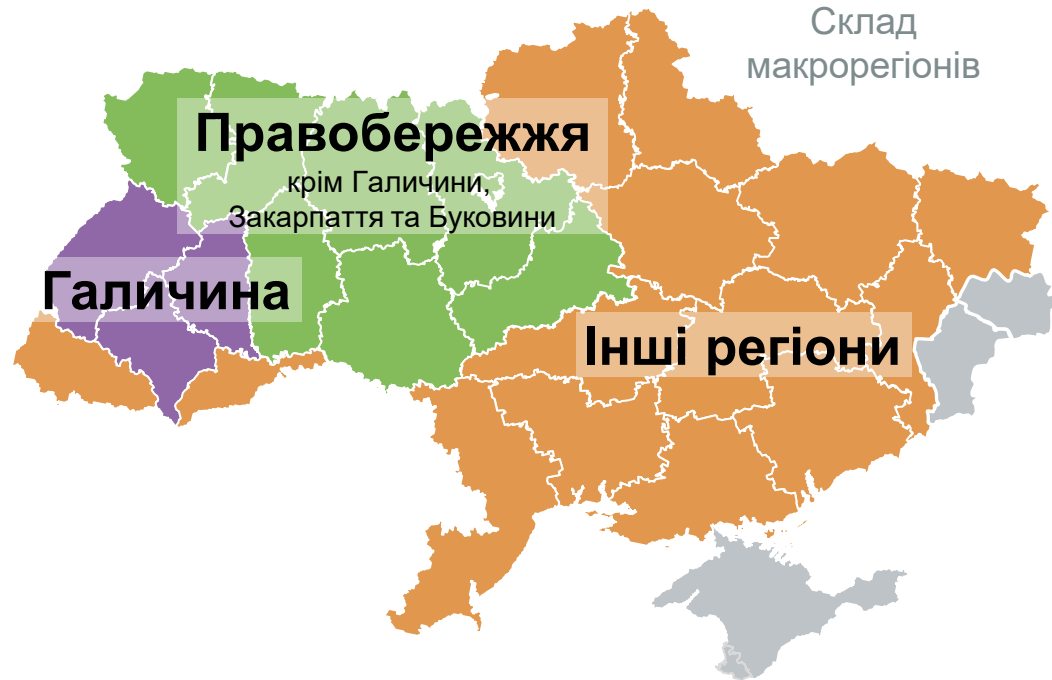 Склад
макрорегіонів
Правобережжя
крім Галичини,
Закарпаття та Буковини
Галичина
Інші регіони